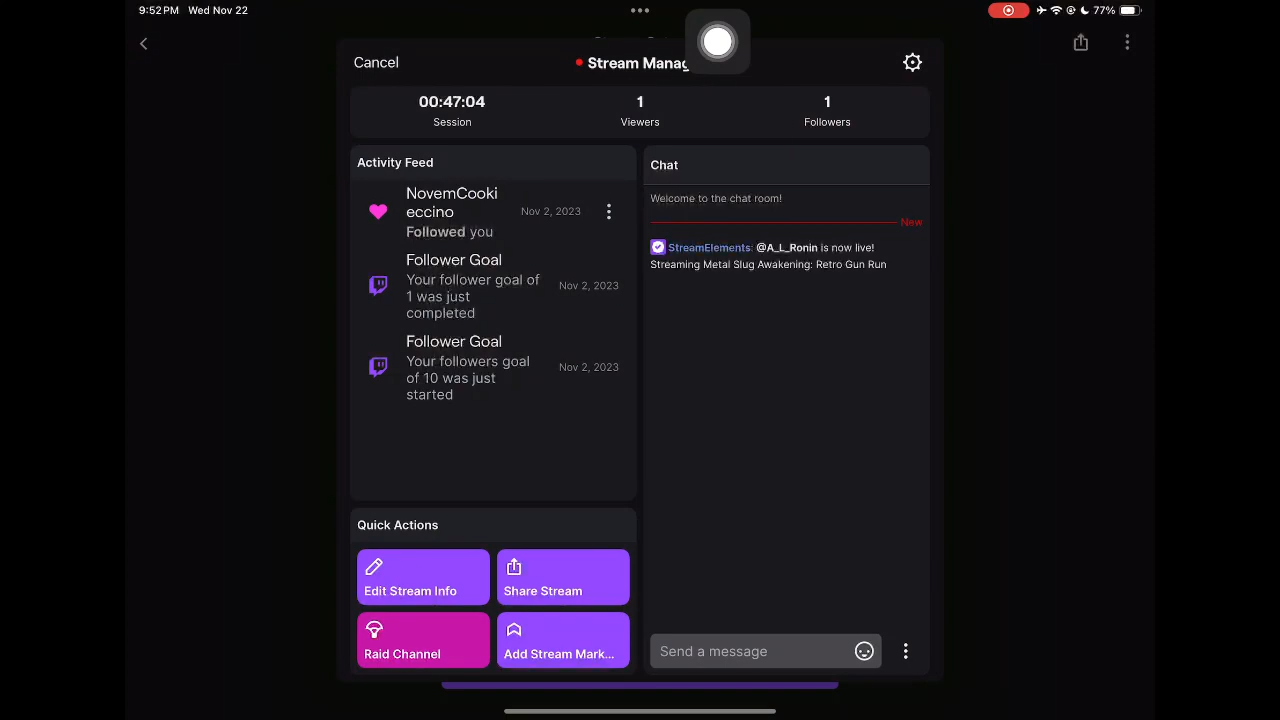 9:52PM Wed Nov 22
77%
Cancel
Stream Manag
00:47:04
Session
1
Viewers
1
Followers
Activity Feed
NovemCooki
eccino
Followed you
Nov 2, 2023
Follower Goal
Your follower goal of
1 was just
completed
Nov 2, 2023
Follower Goal
Your followers goal
of 10 was just
started
Nov 2, 2023
Quick Actions
Edit Stream Info
Share Stream
Raid Channel
Add Stream Mark...
Chat
Welcome to the chat room!
New
StreamElements: @A_L_Ronin is now live!
Streaming Metal Slug Awakening: Retro Gun Run
Send a message